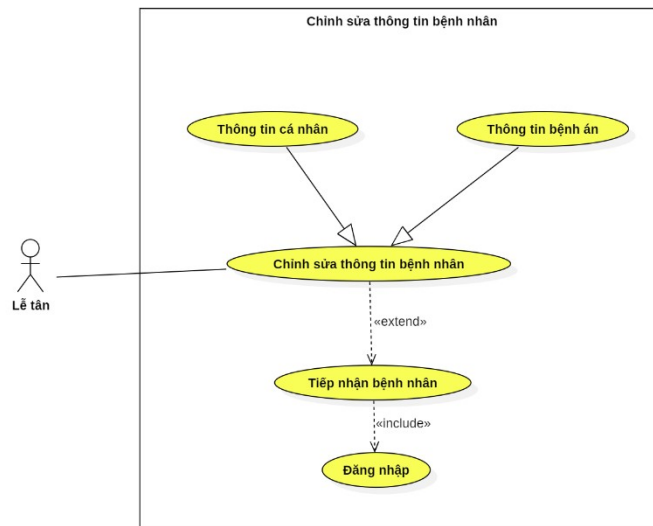 Chỉnh sửa thông tin bệnh nhân
Thông tin cá nhân
Thông tin bệnh án
Chỉnh sửa thông tin bệnh nhân
Lễ tân
«extend»
Tiếp nhận bệnh nhân
«include»
Đăng nhập